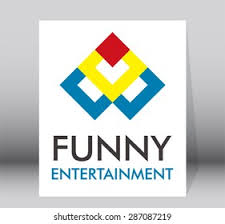 FUNNY
ENTERTAINMENT
shutterstock.com · 287087219